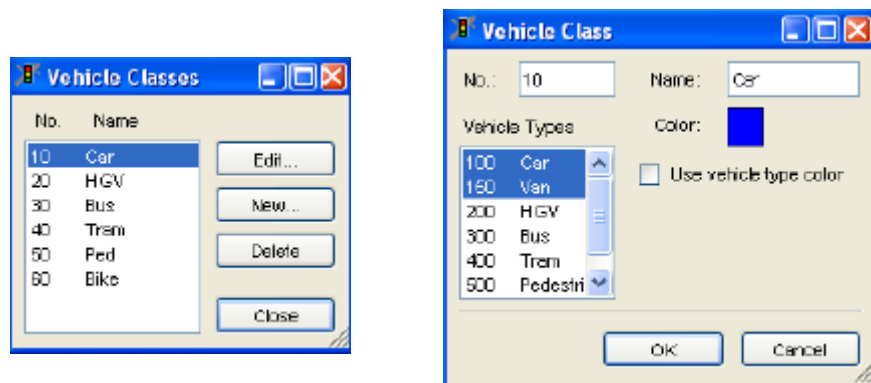 Vehicle Classes
No. Name
10 Car
20 HGV
30 Bus
40 Tram
50 Ped
60 Bike
Edit...
New...
Delete
Close
Vehicle Class
No.: 10 Name: Car
Vehicle Types Color:
100 Car
150 Van
200 HGV
300 Bus
400 Tram
500 Pedestri
Use vehicle type color
OK Cancel